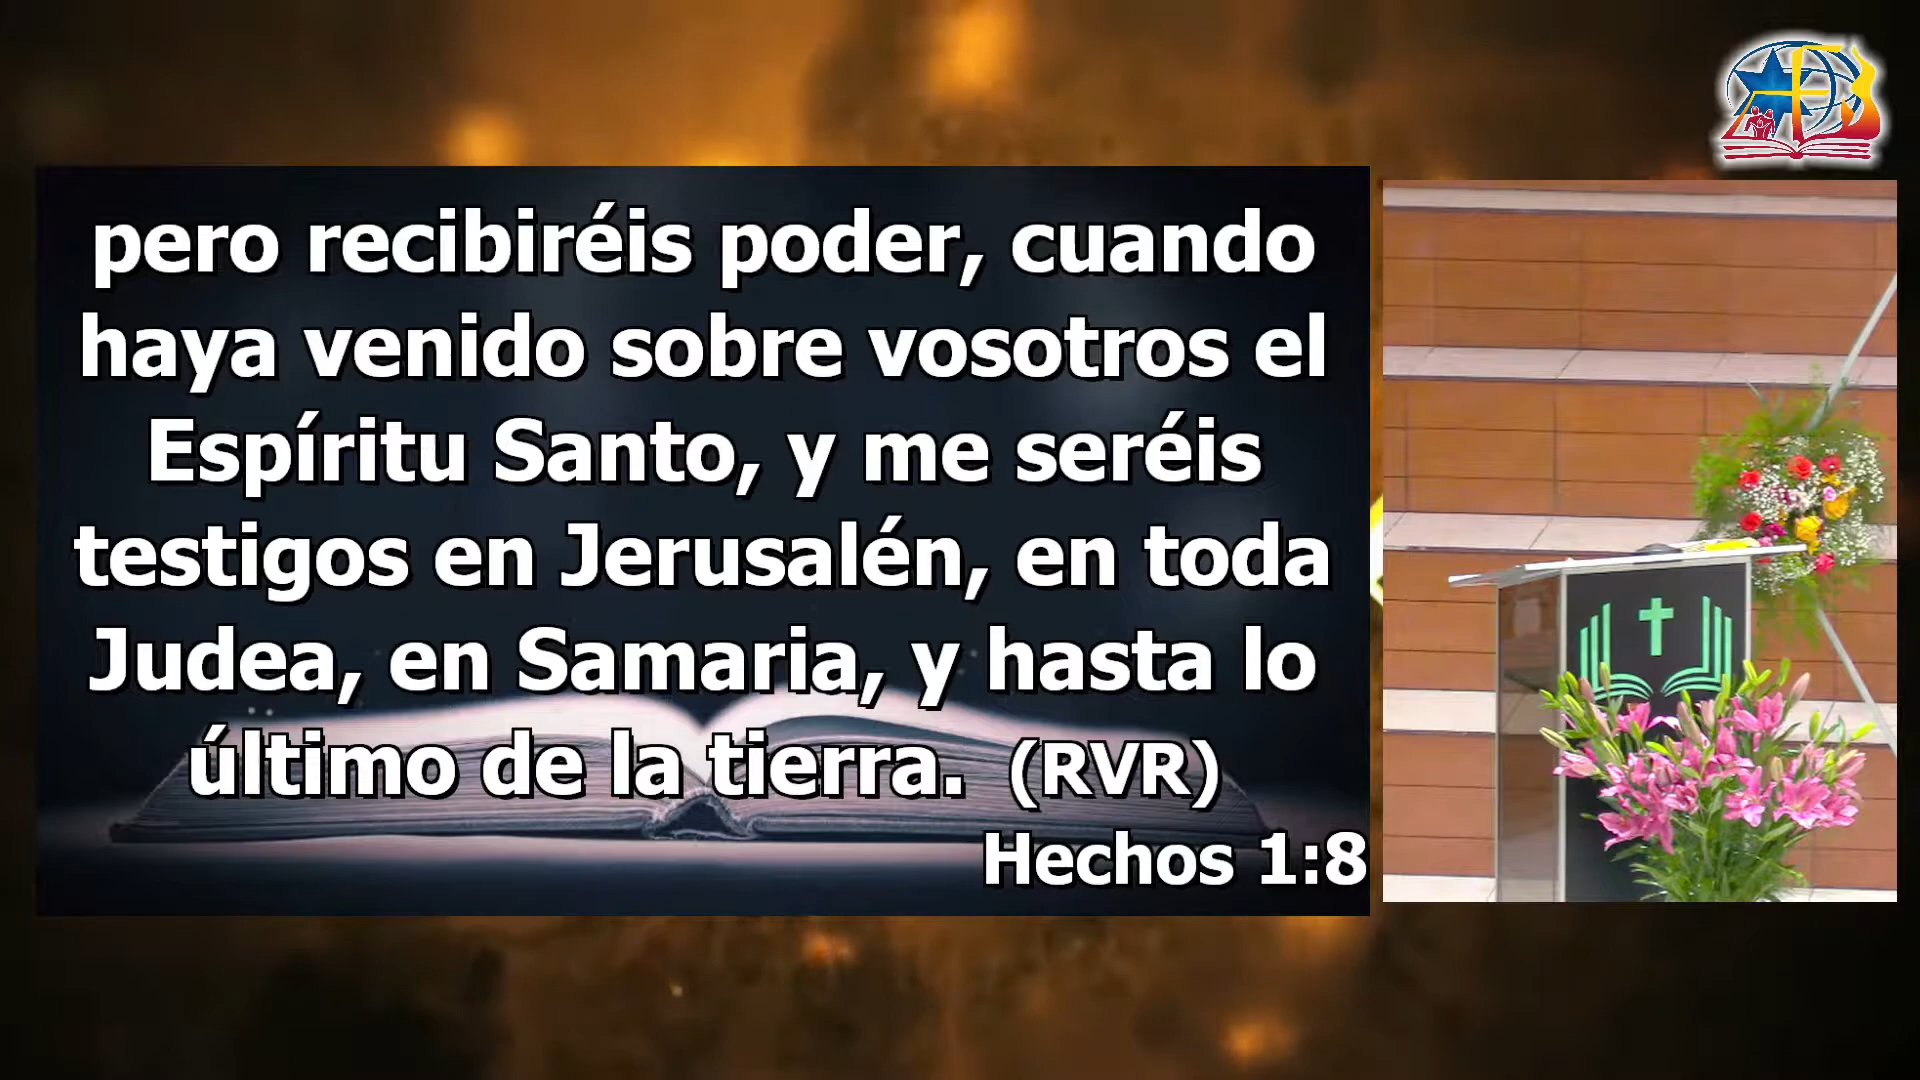 pero recibiréis poder, cuando
haya venido sobre vosotros el
Espíritu Santo, y me seréis
testigos en Jerusalén, en toda
Judea, en Samaria, y hasta lo
último de la tierra. (RVR)
Hechos 1:8